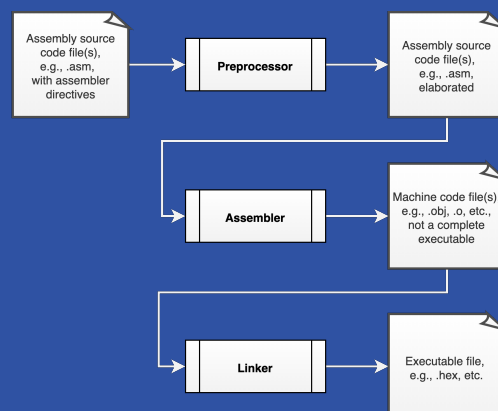 Assembly source
code file(s),
e.g., .asm,
with assembler
directives
Preprocessor
Assembly source
code file(s),
e.g., .asm,
elaborated
Assembler
Machine code file(s)
e.g., .obj, .o, etc.,
not a complete
executable
Linker
Executable file,
e.g., .hex, etc.